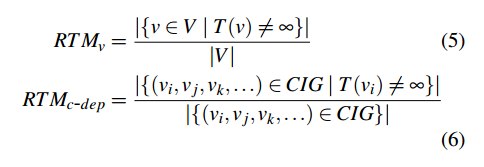 RTM_v = |{v ∈ V | T(v) ≠ ∞}| / |V| (5)
RTM_{c-dep} = |{(v_i, v_j, v_k, ...) ∈ CIG | T(v_i) ≠ ∞}| / |{(v_i, v_j, v_k, ...) ∈ CIG}|
(6)